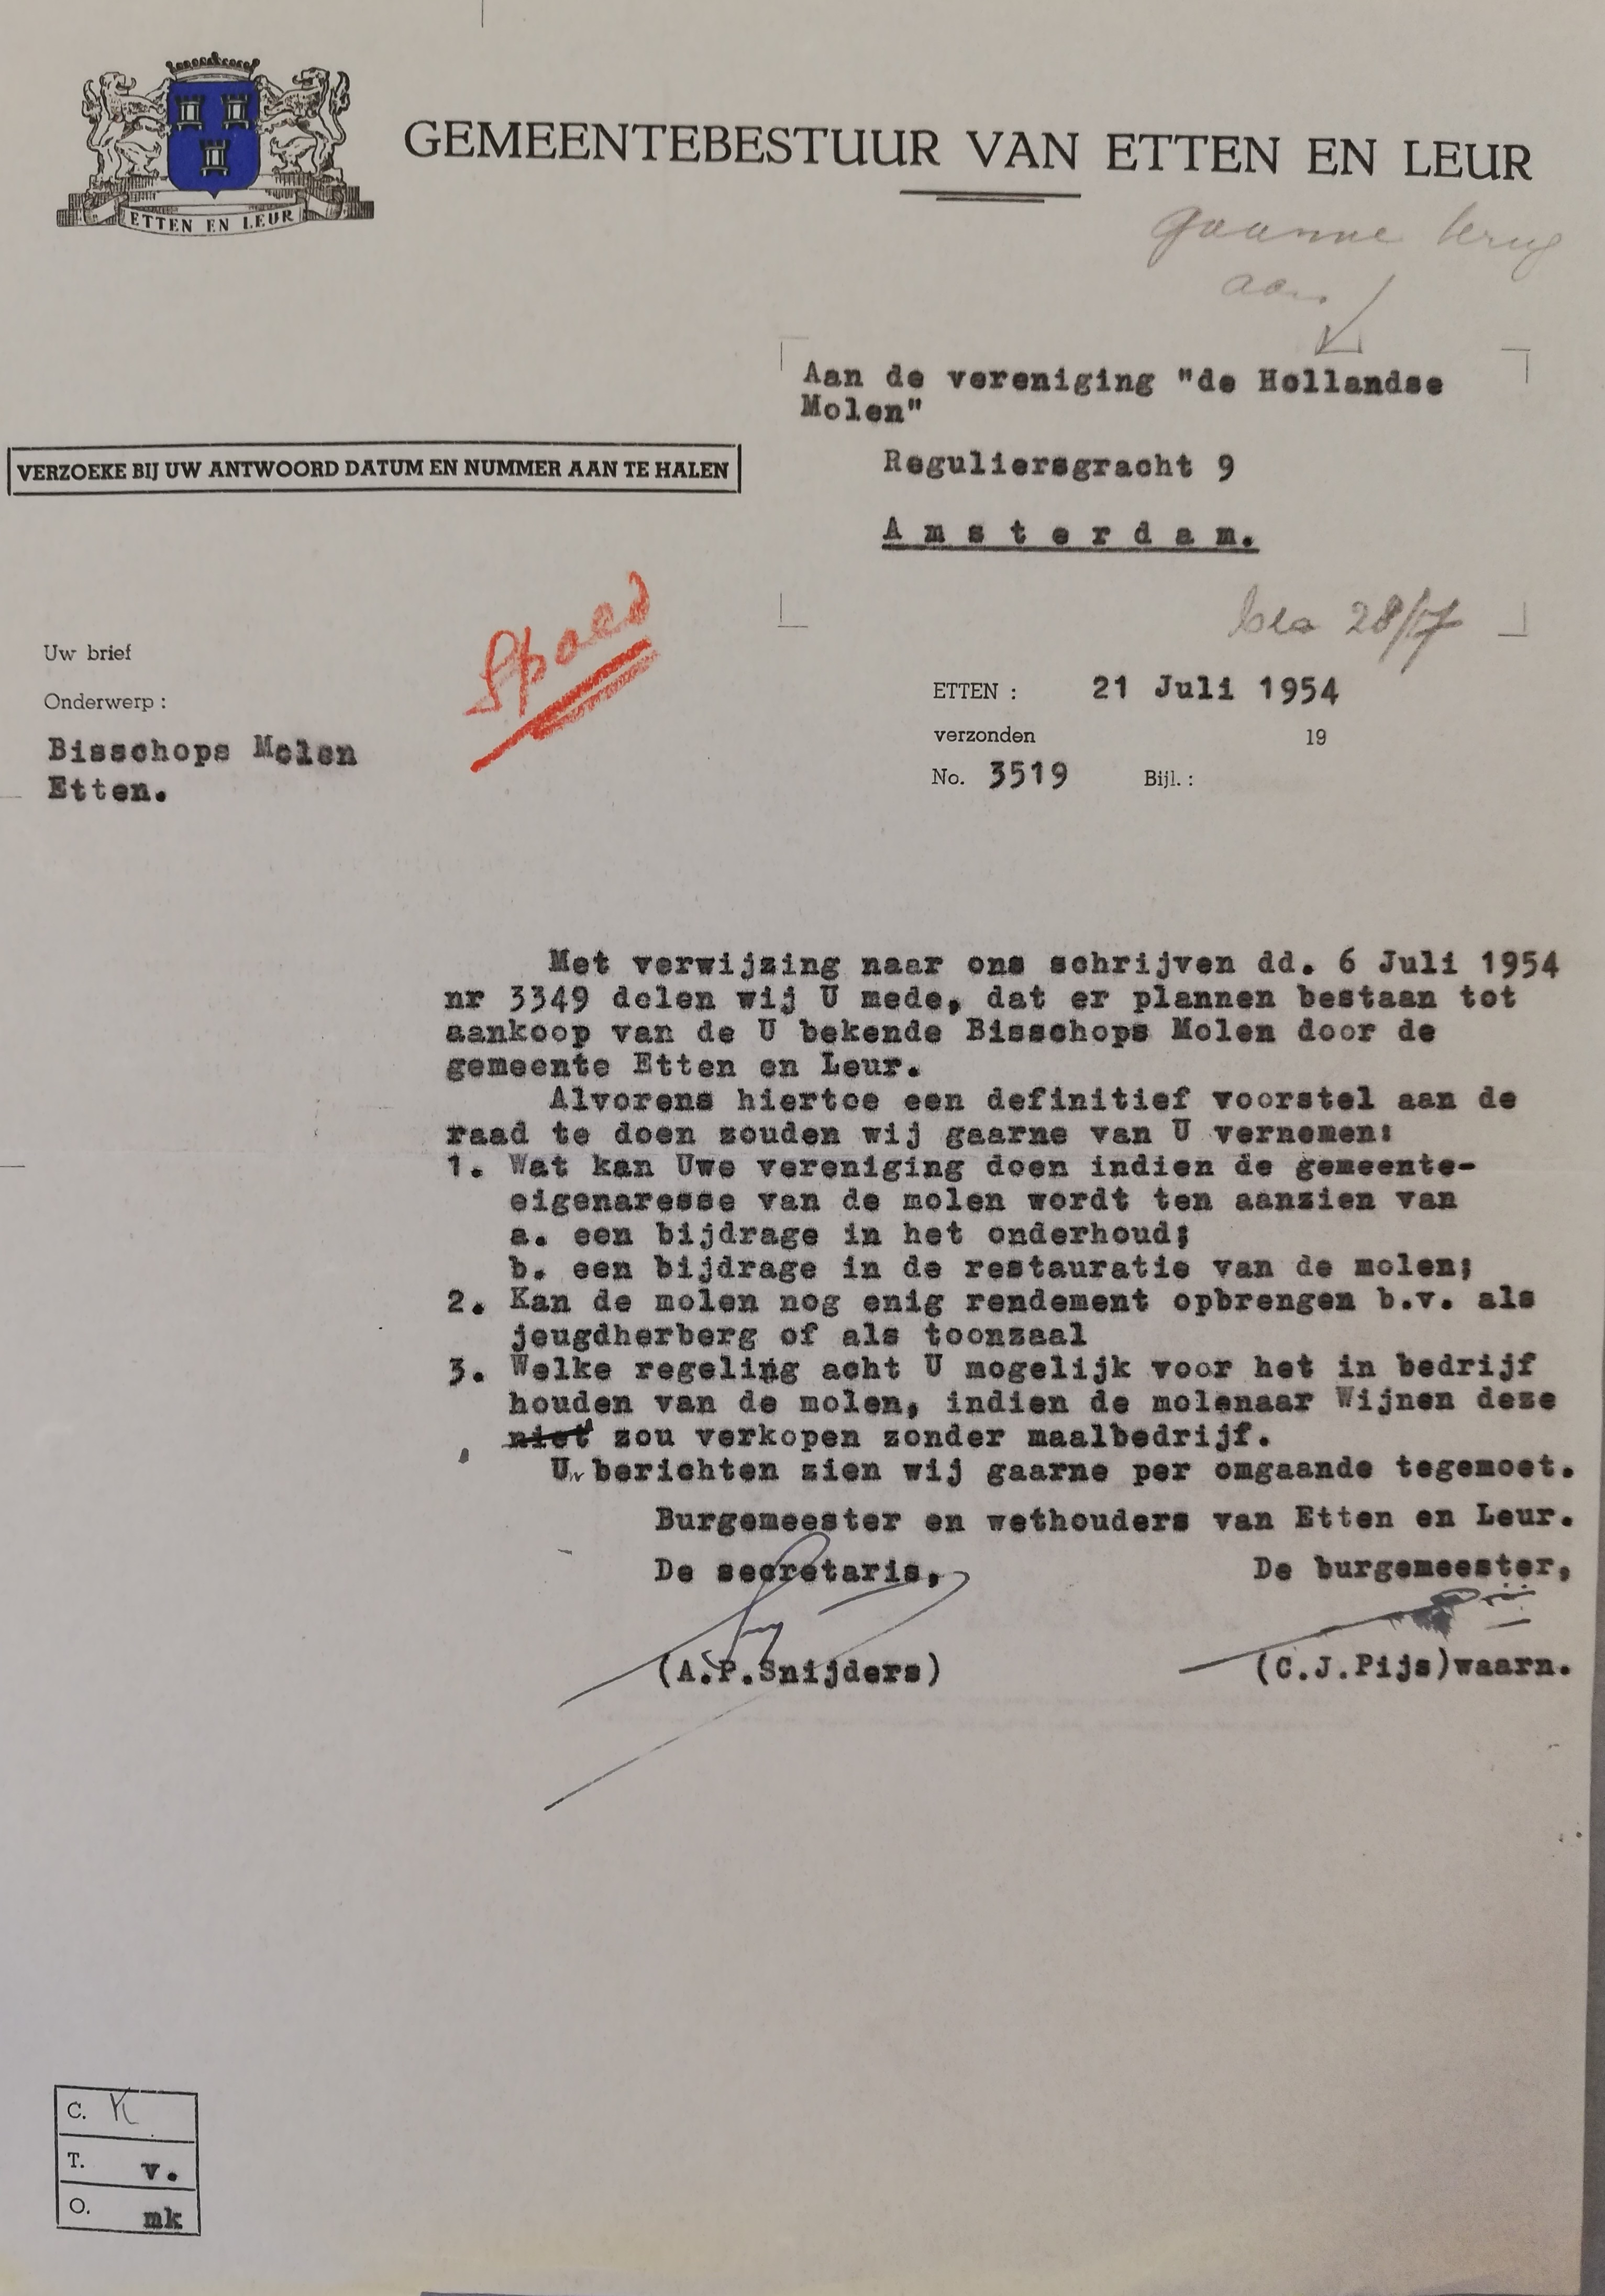 GEMEENTEBESTUUR VAN ETTEN EN LEUR
ETTEN EN LEUR
gaarne terug
aan
Aan de vereniging "de Hollandse
Molen"
VERZOEKE BIJ UW ANTWOORD DATUM EN NUMMER AAN TE HALEN
Reguliersgracht 9
Amsterdam.
Spoed
28/7
Uw brief
Onderwerp :
ETTEN : 21 Juli 1954
verzonden 19
Bisschops Molen
No. 3519 Bijl. :
Etten.
Met verwijzing naar ons schrijven dd. 6 Juli 1954
nr 3349 delen wij U mede, dat er plannen bestaan tot
aankoop van de U bekende Bisschops Molen door de
gemeente Etten en Leur.
Alvorens hiertoe een definitief voorstel aan de
raad te doen zouden wij gaarne van U vernemen:
1. Wat kan Uwe vereniging doen indien de gemeente-
eigenaresse van de molen wordt ten aanzien van
a. een bijdrage in het onderhoud;
b. een bijdrage in de restauratie van de molen;
2. Kan de molen nog enig rendement opbrengen b.v. als
jeugdherberg of als toonzaal
3. Welke regeling acht U mogelijk voor het in bedrijf
houden van de molen, indien de molenaar Wijnen deze
niet zou verkopen zonder maalbedrijf.
Uw berichten zien wij gaarne per omgaande tegemoet.
Burgemeester en wethouders van Etten en Leur.
De secretaris, De burgemeester,
(A.P.Snijders) (C.J.Pijs)waarn.
C. K
T. v.
O. mk